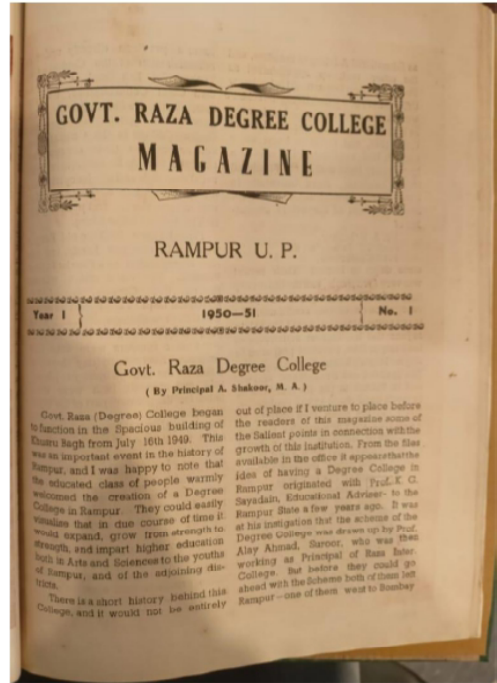 GOVT. RAZA DEGREE COLLEGE
MAGAZINE
RAMPUR U. P.
Year 1
1950—51
No. 1
Govt. Raza Degree College
( By Principal A. Shakoor, M. A. )
Govt. Raza (Degree) College began
to function in the Spacious building of
Khusru Bagh from July 16th 1949. This
was an important event in the history of
Rampur, and I was happy to note that
the educated class of people warmly
welcomed the creation of a Degree
College in Rampur. They could easily
visualise that in due course of time it
would expand, grow from strength to
strength, and impart higher education
both in Arts and Sciences to the youths
of Rampur, and of the adjoining dis-
tricts.
There is a short history behind this
College, and it would not be entirely
out of place if I venture to place before
the readers of this magazine some of
the Salient points in connection with the
growth of this Institution. From the files
available in the office it appears that the
idea of having a Degree College in
Rampur originated with Prof. K. G.
Sayadain, Educational Adviser- to the
Rampur State a few years ago. It was
at his instigation that the scheme of the
Degree College was drawn up by Prof.
Alay Ahmad, Suroor, who was then
working as Principal of Raza Inter.
College. But before they could go
ahead with the Scheme both of them left
Rampur—one of them went to Bombay